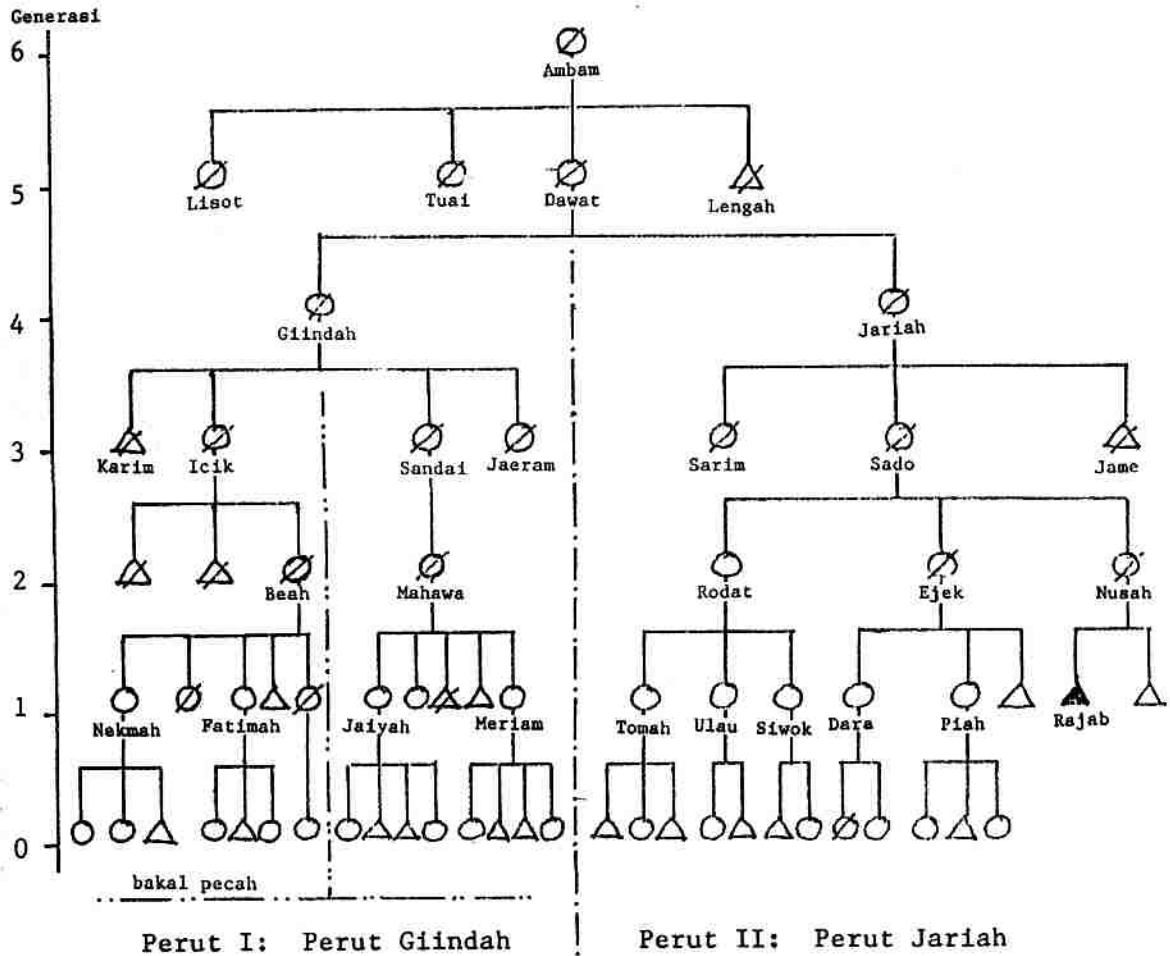 Generasi
6
Ambam
5
Lisot Tuai Dawat Lengah
4
Giindah Jariah
3
Karim Icik Sandai Jaeram Sarim Sado Jame
2
Beah Mahawa Rodat Ejek Nusah
1
Nekmah Fatimah Jaiyah Meriam Tomah Ulau Siwok Dara Piah Rajab
0
bakal pecah
Perut I: Perut Giindah Perut II: Perut Jariah